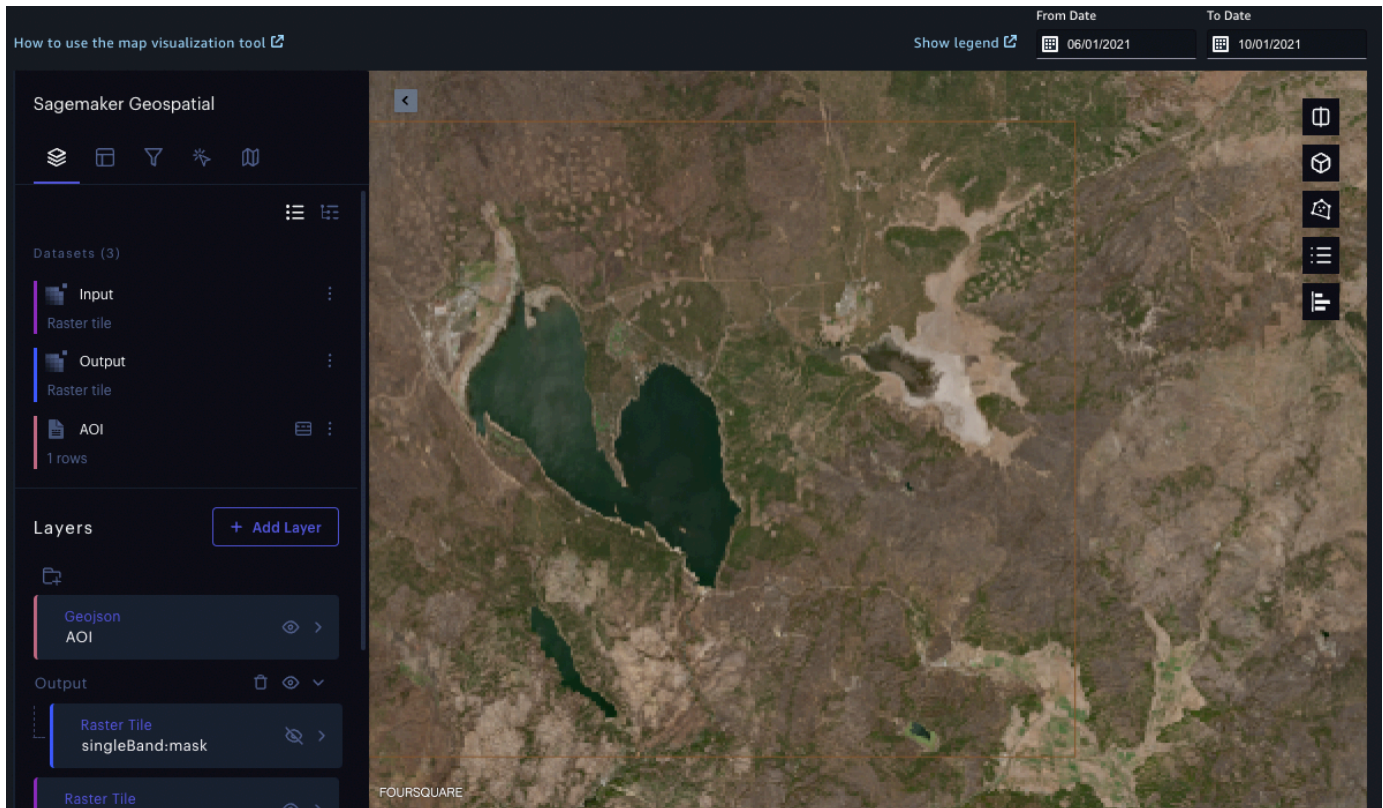 From Date
To Date
How to use the map visualization tool
Show legend
06/01/2021
10/01/2021
Sagemaker Geospatial
Datasets (3)
Input
Raster tile
Output
Raster tile
AOI
1 rows
Layers
+ Add Layer
Geojson
AOI
Output
Raster Tile
singleBand:mask
Raster Tile
FOURSQUARE